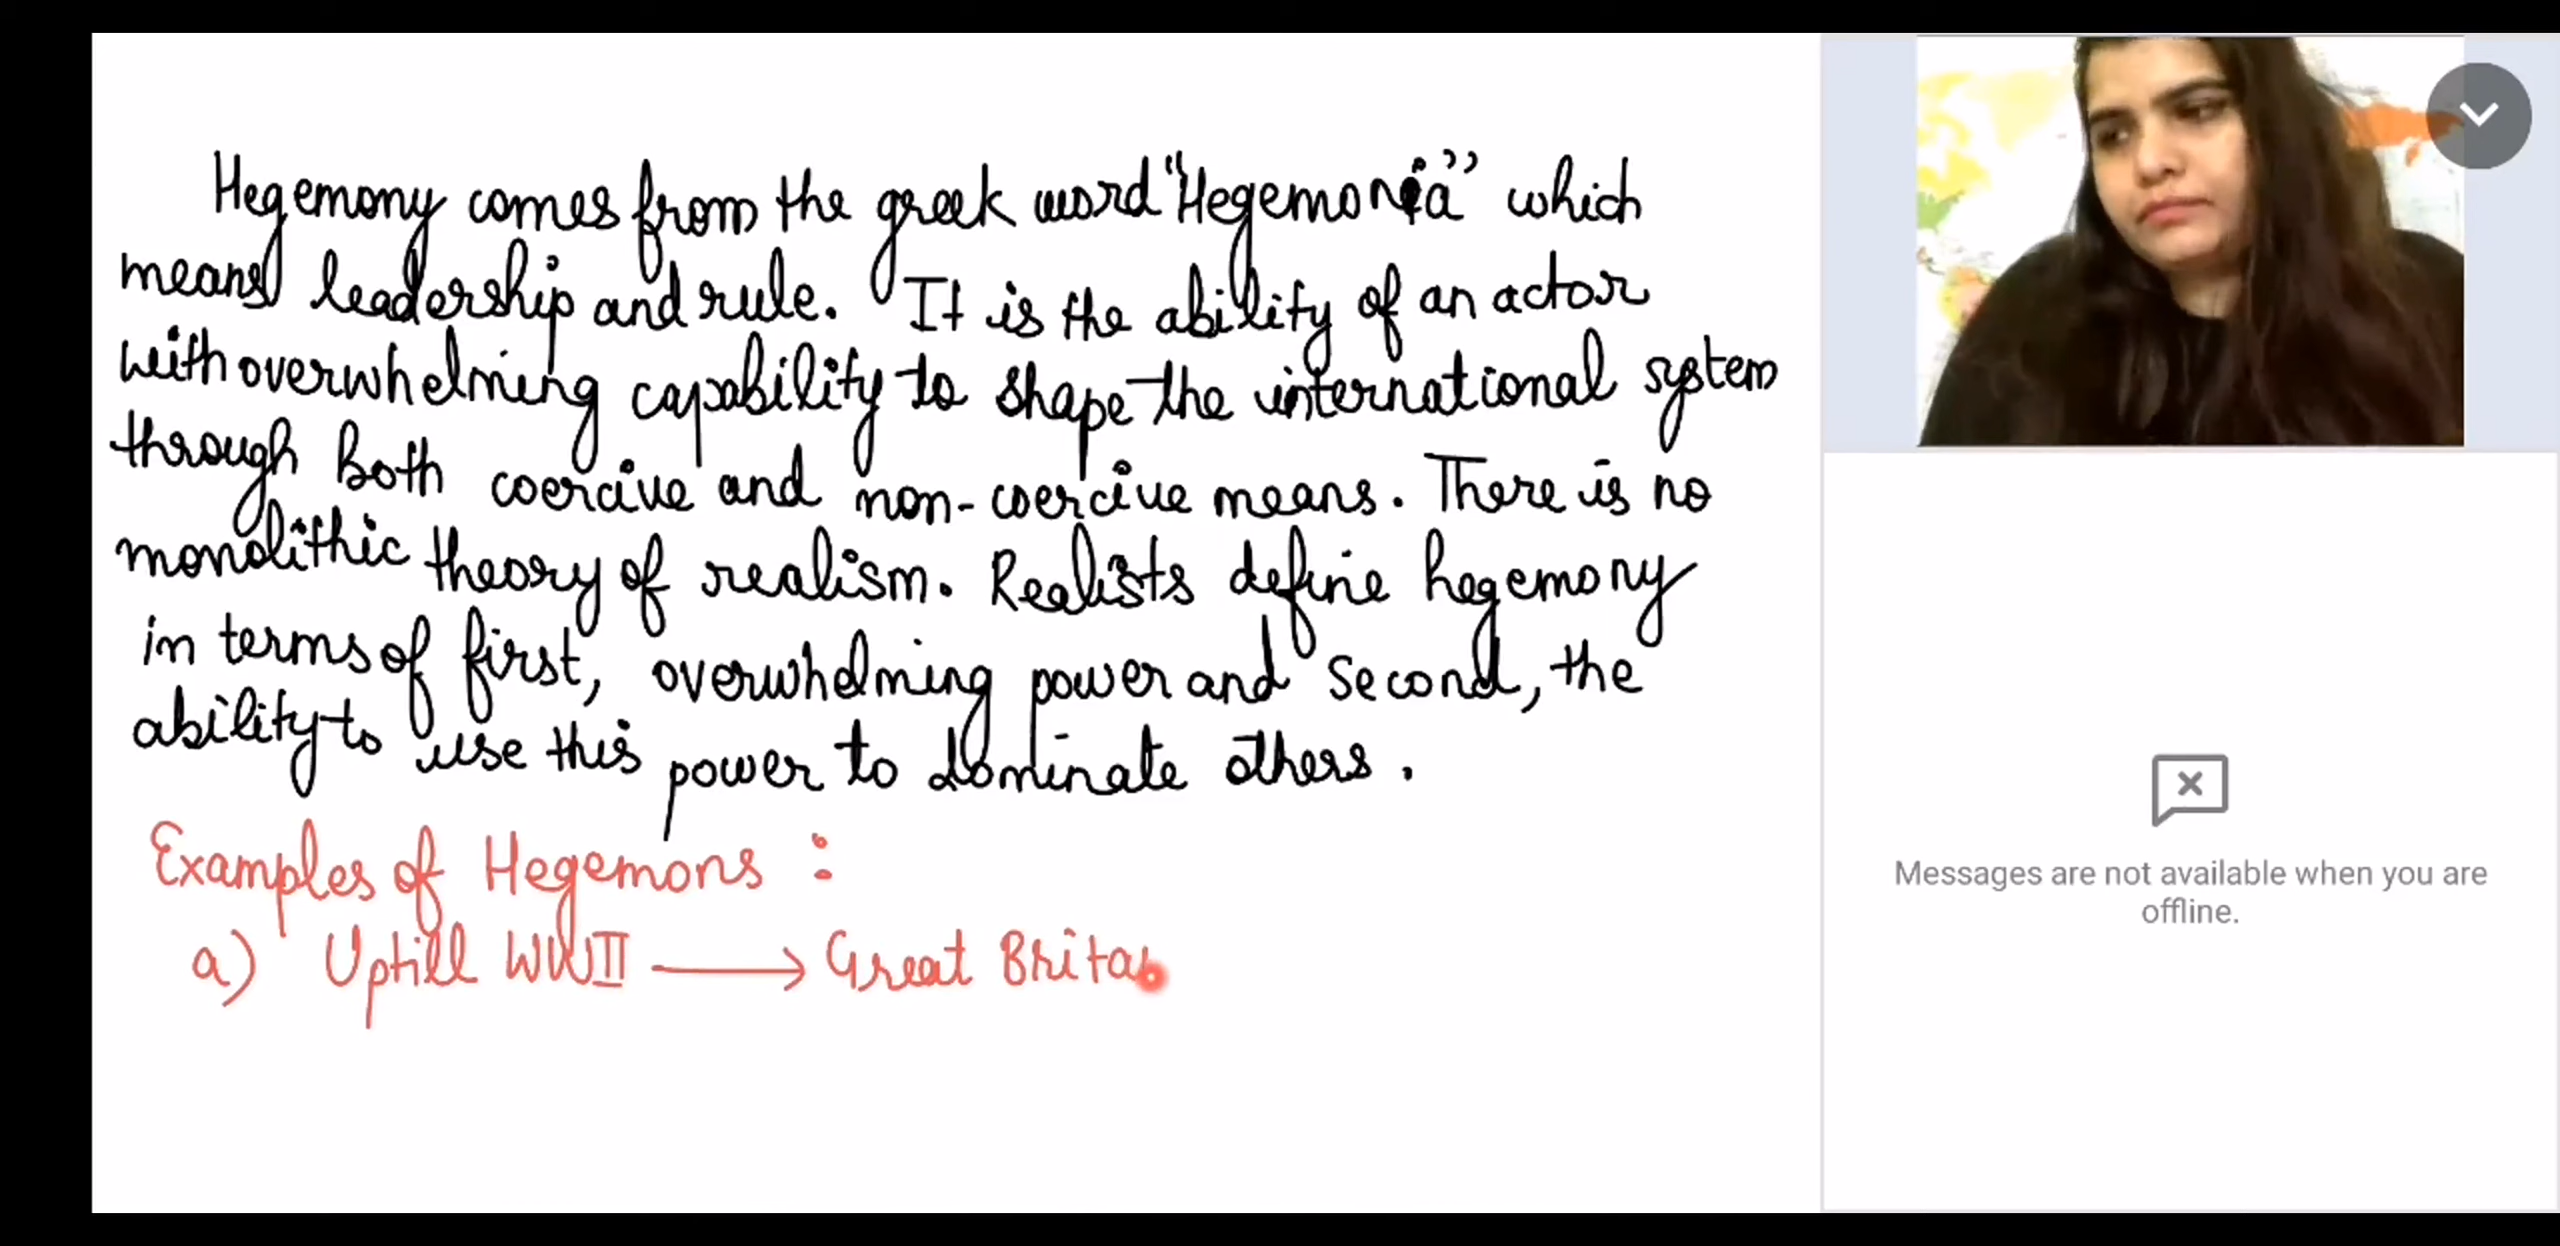 Hegemony comes from the greek word "Hegemonia" which
means leadership and rule. It is the ability of an actor
with overwhelming capability to shape the international system
through both coercive and non-coercive means. There is no
monolithic theory of realism. Realists define hegemony
in terms of first, overwhelming power and second, the
ability to use this power to dominate others.
Examples of Hegemons :
a) Uptill WWII → Great Brita
Messages are not available when you are
offline.